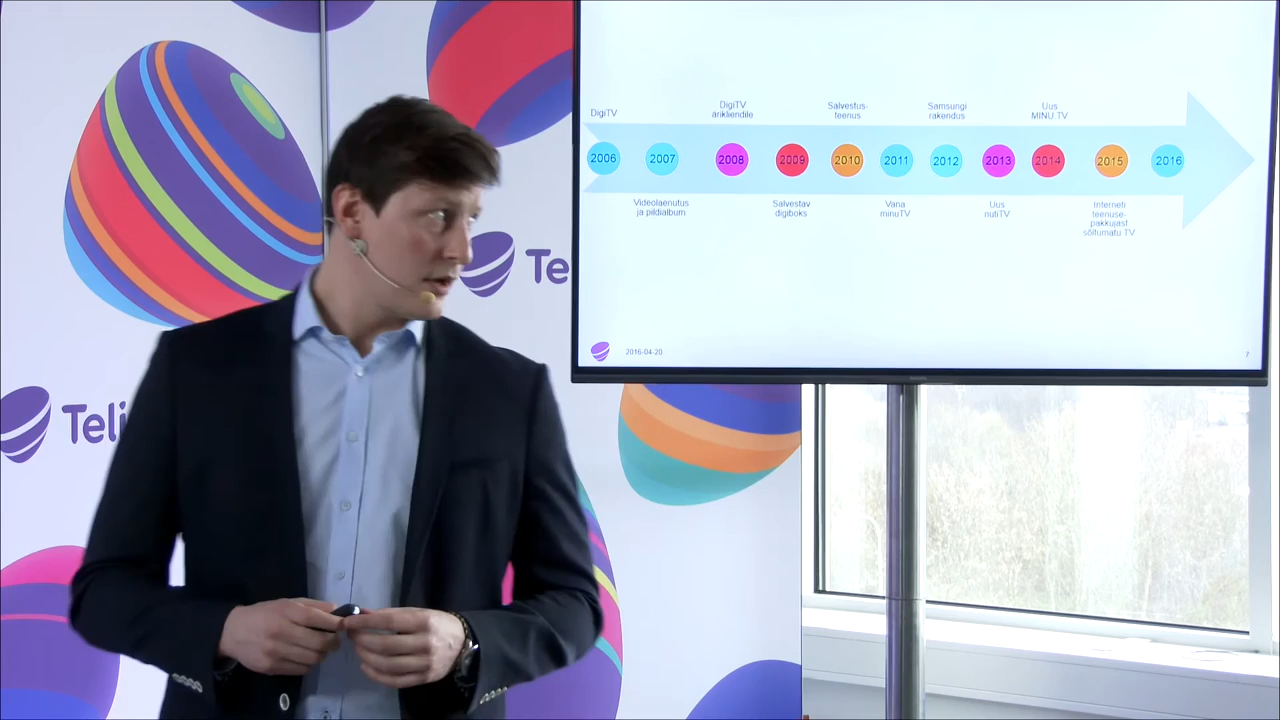 DigiTV
DigiTV
ärikliendile
Salvestus-
teenus
Samsungi
rakendus
Uus
MINU TV
2006
2007
2008
2009
2010
2011
2012
2013
2014
2015
2016
Videolaenutus
ja pildialbum
Salvestav
digiboks
Vana
minuTV
Uus
nutiTV
Interneti
teenuse-
pakkujast
sõltumatu TV
2016-04-20
7
Te
Teli